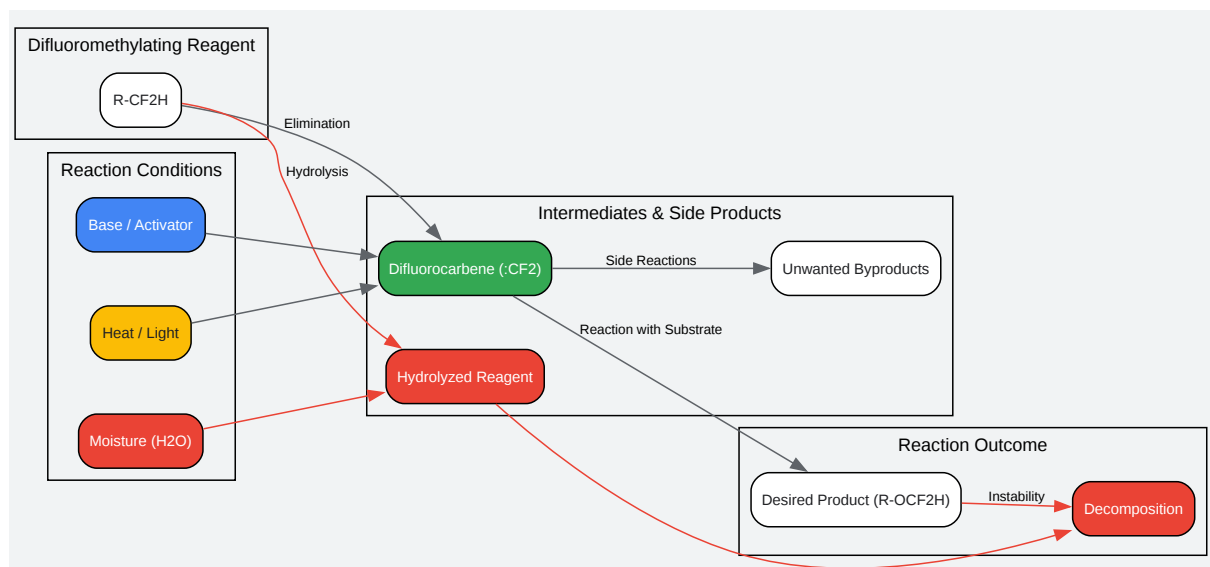 Difluoromethylating Reagent
R-CF2H
Elimination
Hydrolysis
Reaction Conditions
Base / Activator
Heat / Light
Moisture (H2O)
Intermediates & Side Products
Difluorocarbene (:CF2)
Side Reactions
Unwanted Byproducts
Reaction with Substrate
Hydrolyzed Reagent
Reaction Outcome
Desired Product (R-OCF2H)
Instability
Decomposition